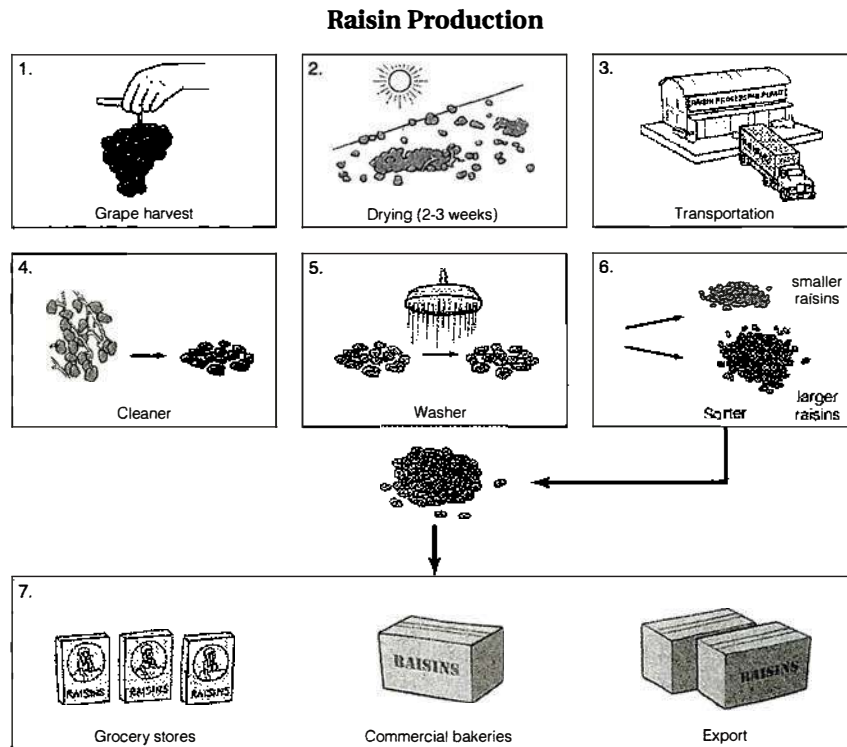 Raisin Production
1.
Grape harvest
2.
Drying (2-3 weeks)
3.
RAISIN PROCESSING PLANT
Transportation
4.
Cleaner
5.
Washer
6.
smaller
raisins
larger
raisins
Sorter
7.
RAISINS
RAISINS
RAISINS
Grocery stores
RAISINS
Commercial bakeries
RAISINS
Export